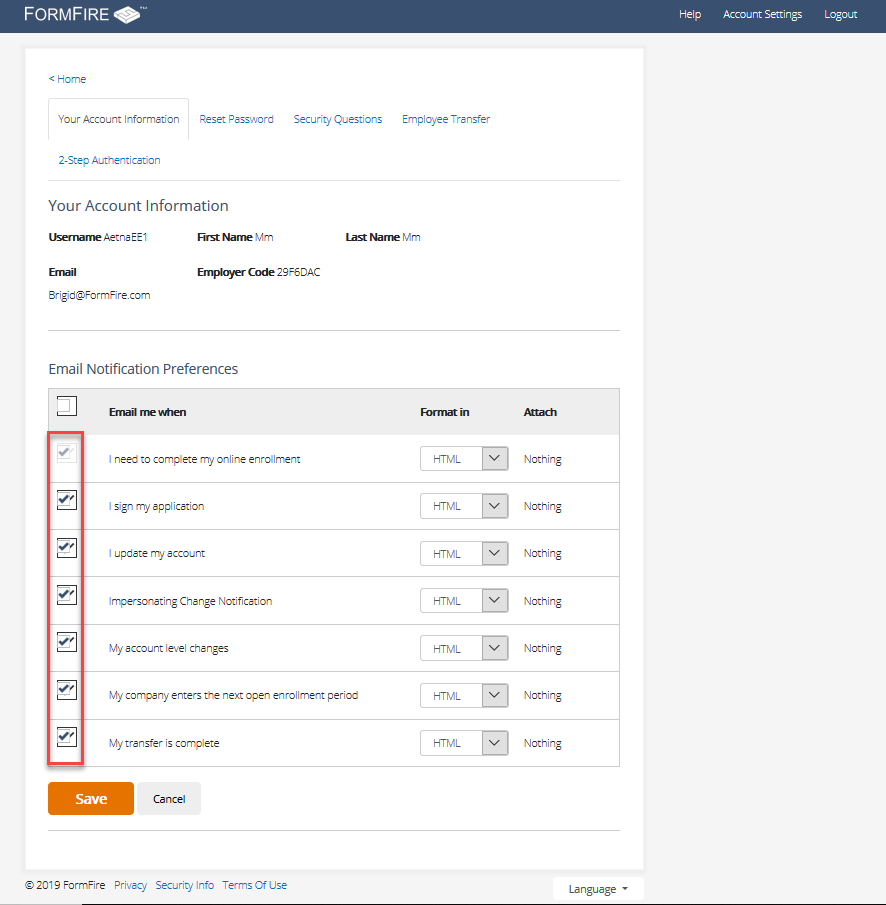 FORMFIRE ™ Help Account Settings Logout
< Home
Your Account Information Reset Password Security Questions Employee Transfer
2-Step Authentication
Your Account Information
Username AetnaEE1 First Name Mm Last Name Mm
Email Employer Code 29F6DAC
Brigid@FormFire.com
Email Notification Preferences
Email me when Format in Attach
I need to complete my online enrollment HTML Nothing
I sign my application HTML Nothing
I update my account HTML Nothing
Impersonating Change Notification HTML Nothing
My account level changes HTML Nothing
My company enters the next open enrollment period HTML Nothing
My transfer is complete HTML Nothing
Save Cancel
© 2019 FormFire Privacy Security Info Terms Of Use Language